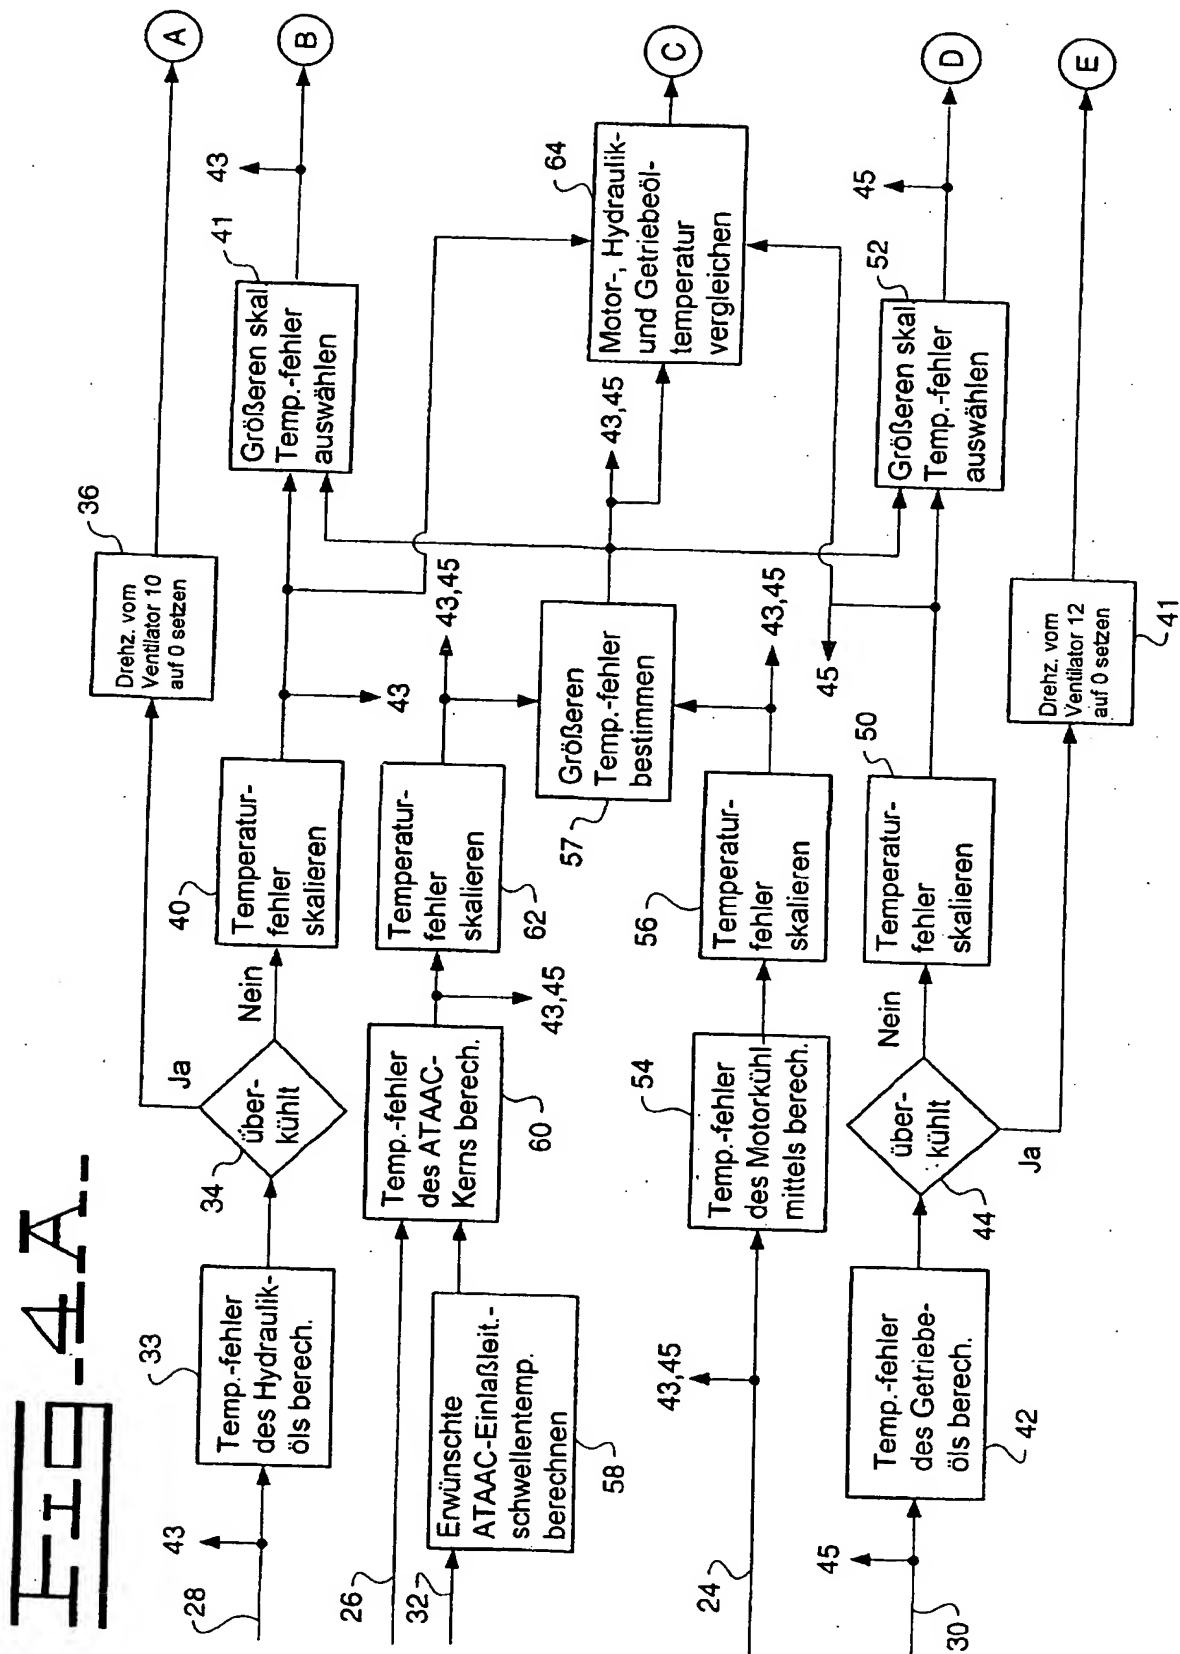 Fig-4A-
28
43
33
Temp.-fehler
des Hydraulik-
öls berech.
34
über-
kühlt
Ja
Nein
36
Drehz. vom
Ventilator 10
auf 0 setzen
A
40
Temperatur-
fehler
skalieren
43
41
Größeren skal
Temp.-fehler
auswählen
43
B
26
32
Erwünschte
ATAAC-Einlaßleit.-
schwellentemp.
berechnen
58
Temp.-fehler
des ATAAC-
Kerns berech.
60
43,45
Temperatur-
fehler
skalieren
62
43,45
Größeren
Temp.-fehler
bestimmen
57
43,45
64
Motor-, Hydraulik-
und Getriebeöl-
temperatur
vergleichen
C
24
43,45
54
Temp.-fehler
des Motorkühl-
mittels berech.
56
Temperatur-
fehler
skalieren
43,45
30
45
Temp.-fehler
des Getriebe-
öls berech.
42
über-
kühlt
44
Nein
Ja
50
Temperatur-
fehler
skalieren
45
52
Größeren skal
Temp.-fehler
auswählen
45
D
Drehz. vom
Ventilator 12
auf 0 setzen
41
E